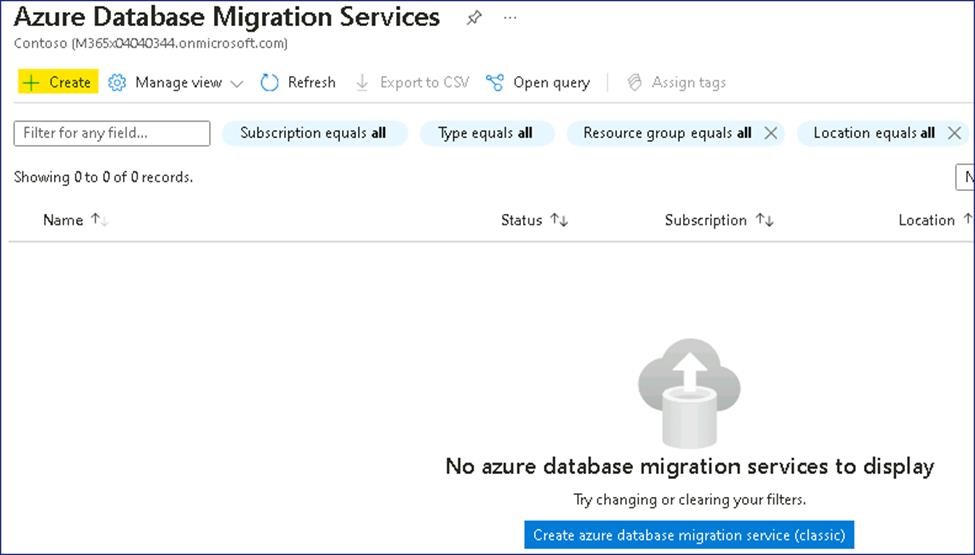 Azure Database Migration Services ...
Contoso (M365x04040344.onmicrosoft.com)
Create Manage view Refresh Export to CSV Open query Assign tags
Filter for any field... Subscription equals all Type equals all Resource group equals all Location equals all
Showing 0 to 0 of 0 records. N
Name Status Subscription Location
No azure database migration services to display
Try changing or clearing your filters.
Create azure database migration service (classic)